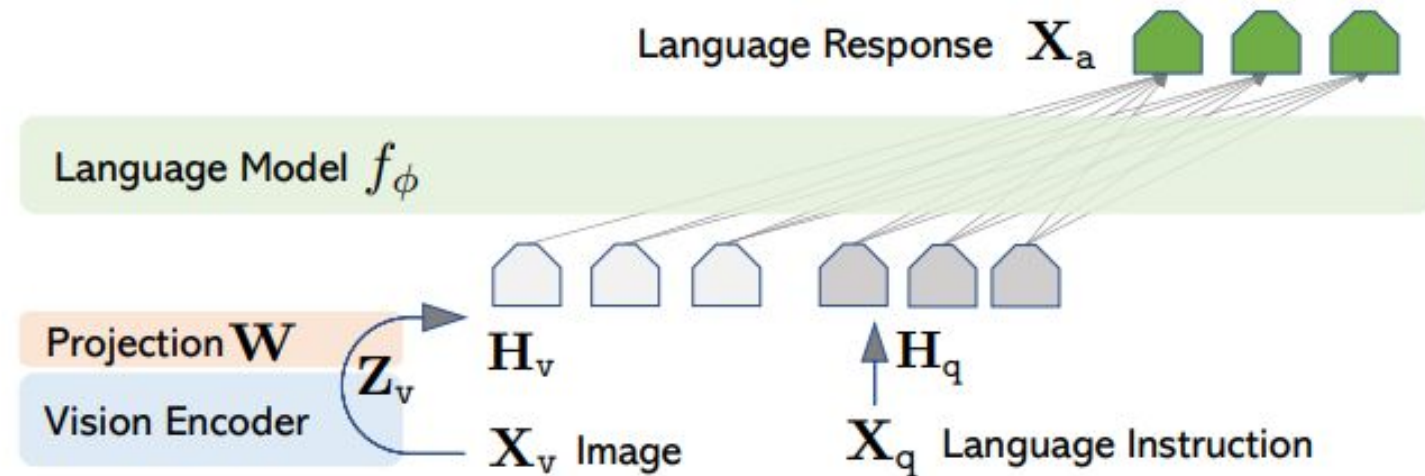 Language Response X_a
Language Model f_ϕ
Projection W
Z_v
H_v
H_q
Vision Encoder
X_v Image
X_q Language Instruction